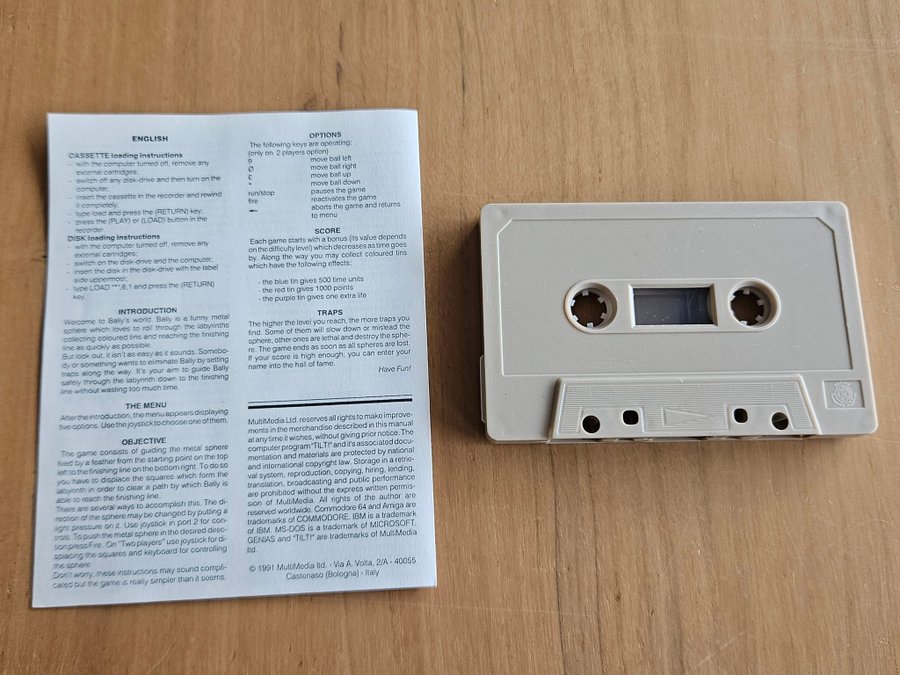 ENGLISH
CASSETTE loading instructions
- with the computer turned off, remove any
external cartridges;
- switch off any disk-drive and then turn on the
computer;
- insert the cassette in the recorder and rewind
it completely;
- type load and press the (RETURN) key;
- press the (PLAY) or (LOAD) button in the
recorder
DISK loading instructions
- with the computer turned off, remove any
external cartridges;
- switch on the disk-drive and the computer;
- insert the disk in the disk-drive with the label
side uppermost;
- type LOAD "*",8,1 and press the (RETURN)
key.
INTRODUCTION
Welcome to Bally's world. Bally is a funny metal
sphere which loves to roll through the labyrinths
collecting coloured tins and reaching the finishing
line as quickly as possible.
But look out, it isn't as easy as it sounds. Somebo-
dy or something wants to eliminate Bally by setting
traps along the way. It's your aim to guide Bally
safely through the labyrinth down to the finishing
line without wasting too much time.
THE MENU
After the introduction, the menu appears displaying
five options. Use the joystick to choose one of them.
OBJECTIVE
The game consists of guiding the metal sphere
fired by a feather from the starting point on the top
left to the finishing line on the bottom right. To do so
you have to displace the squares which form the
labyrinth in order to clear a path by which Bally is
able to reach the finishing line.
There are several ways to accomplish this. The di-
rection of the sphere may be changed by putting a
light pressure on it. Use joystick in port 2 for con-
trols. To push the metal sphere in the desired direc-
tion press Fire. On "Two players" use joystick for di-
splacing the squares and keyboard for controlling
the sphere.
Don't worry, these instructions may sound compli-
cated but the game is really simpler than it seems.
OPTIONS
The following keys are operating:
(only on 2 players option)
9 move ball left
Ø move ball right
£ move ball up
* move ball down
run/stop pauses the game
fire reactivates the game
← aborts the game and returns
to menu
SCORE
Each game starts with a bonus (its value depends
on the difficulty level) which decreases as time goes
by. Along the way you may collect coloured tins
which have the following effects:
- the blue tin gives 500 time units
- the red tin gives 1000 points
- the purple tin gives one extra life
TRAPS
The higher the level you reach, the more traps you
find. Some of them will slow down or mislead the
sphere, other ones are lethal and destroy the sphe-
re. The game ends as soon as all spheres are lost.
If your score is high enough, you can enter your
name into the hall of fame.
Have Fun!
MultiMedia Ltd. reserves all rights to make improve-
ments in the merchandise described in this manual
at any time it wishes, without giving prior notice. The
computer program "TILT!" and it's associated docu-
mentation and materials are protected by national
and international copyright law. Storage in a retrie-
val system, reproduction, copying, hiring, lending,
translation, broadcasting and public performance
are prohibited without the express written permis-
sion of MultiMedia. All rights of the author are
reserved worldwide. Commodore 64 and Amiga are
trademarks of COMMODORE. IBM is a trademark
of IBM. MS-DOS is a trademark of MICROSOFT.
GENIAS and "TILT!" are trademarks of MultiMedia
ltd.
© 1991 MultiMedia ltd. - Via A. Volta, 2/A - 40055
Castenaso (Bologna) - Italy